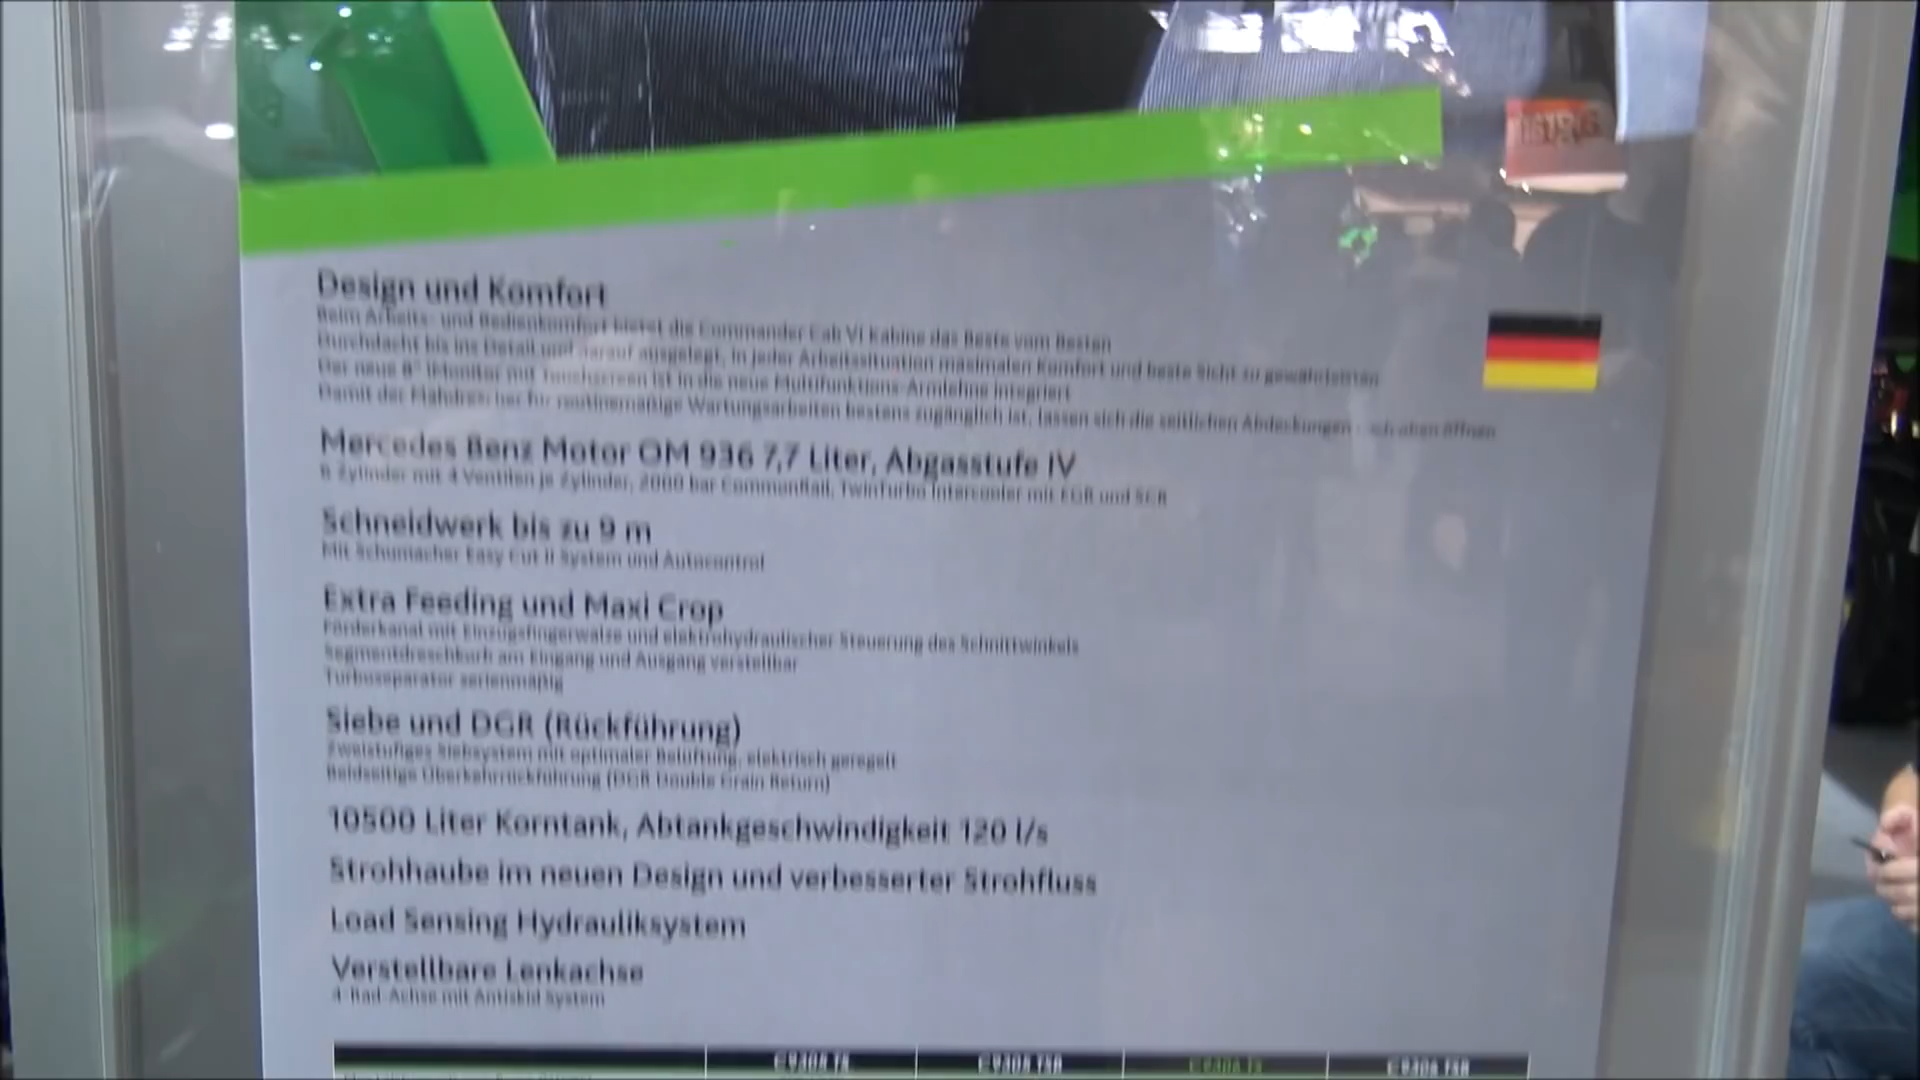 Design und Komfort
Beim Arbeits- und Bedienkomfort bietet die Commander Cab VI Kabine das Beste vom Besten
Durchdacht bis ins Detail und darauf ausgelegt, in jeder Arbeitssituation maximalen Komfort und beste Sicht zu gewährleisten
Der neue 8" iMonitor mit Touchscreen ist in die neue Multifunktions-Armlehne integriert
Damit der Mähdrescher für routinemäßige Wartungsarbeiten bestens zugänglich ist, lassen sich die seitlichen Abdeckungen nach oben öffnen
Mercedes Benz Motor OM 936 7,7 Liter, Abgasstufe IV
6 Zylinder mit 4 Ventilen je Zylinder, 2000 bar CommonRail, TwinTurbo Intercooler mit EGR und SCR
Schneidwerk bis zu 9 m
Mit Schumacher Easy Cut II System und Autocontrol
Extra Feeding und Maxi Crop
Förderkanal mit Einzugsfingerwalze und elektrohydraulischer Steuerung des Schnittwinkels
Segmentdreschkorb am Eingang und Ausgang verstellbar
Turboseparator serienmäßig
Siebe und DGR (Rückführung)
Zweistufiges Siebsystem mit optimaler Belüftung, elektrisch geregelt
Beidseitige Überkehrrückführung (DGR Double Grain Return)
10500 Liter Korntank, Abtankgeschwindigkeit 120 l/s
Strohhaube im neuen Design und verbesserter Strohfluss
Load Sensing Hydrauliksystem
Verstellbare Lenkachse
4-Rad-Achse mit Antiskid System